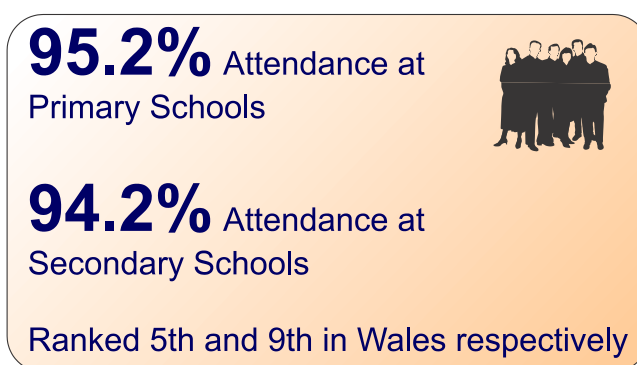 95.2% Attendance at
Primary Schools
94.2% Attendance at
Secondary Schools
Ranked 5th and 9th in Wales respectively